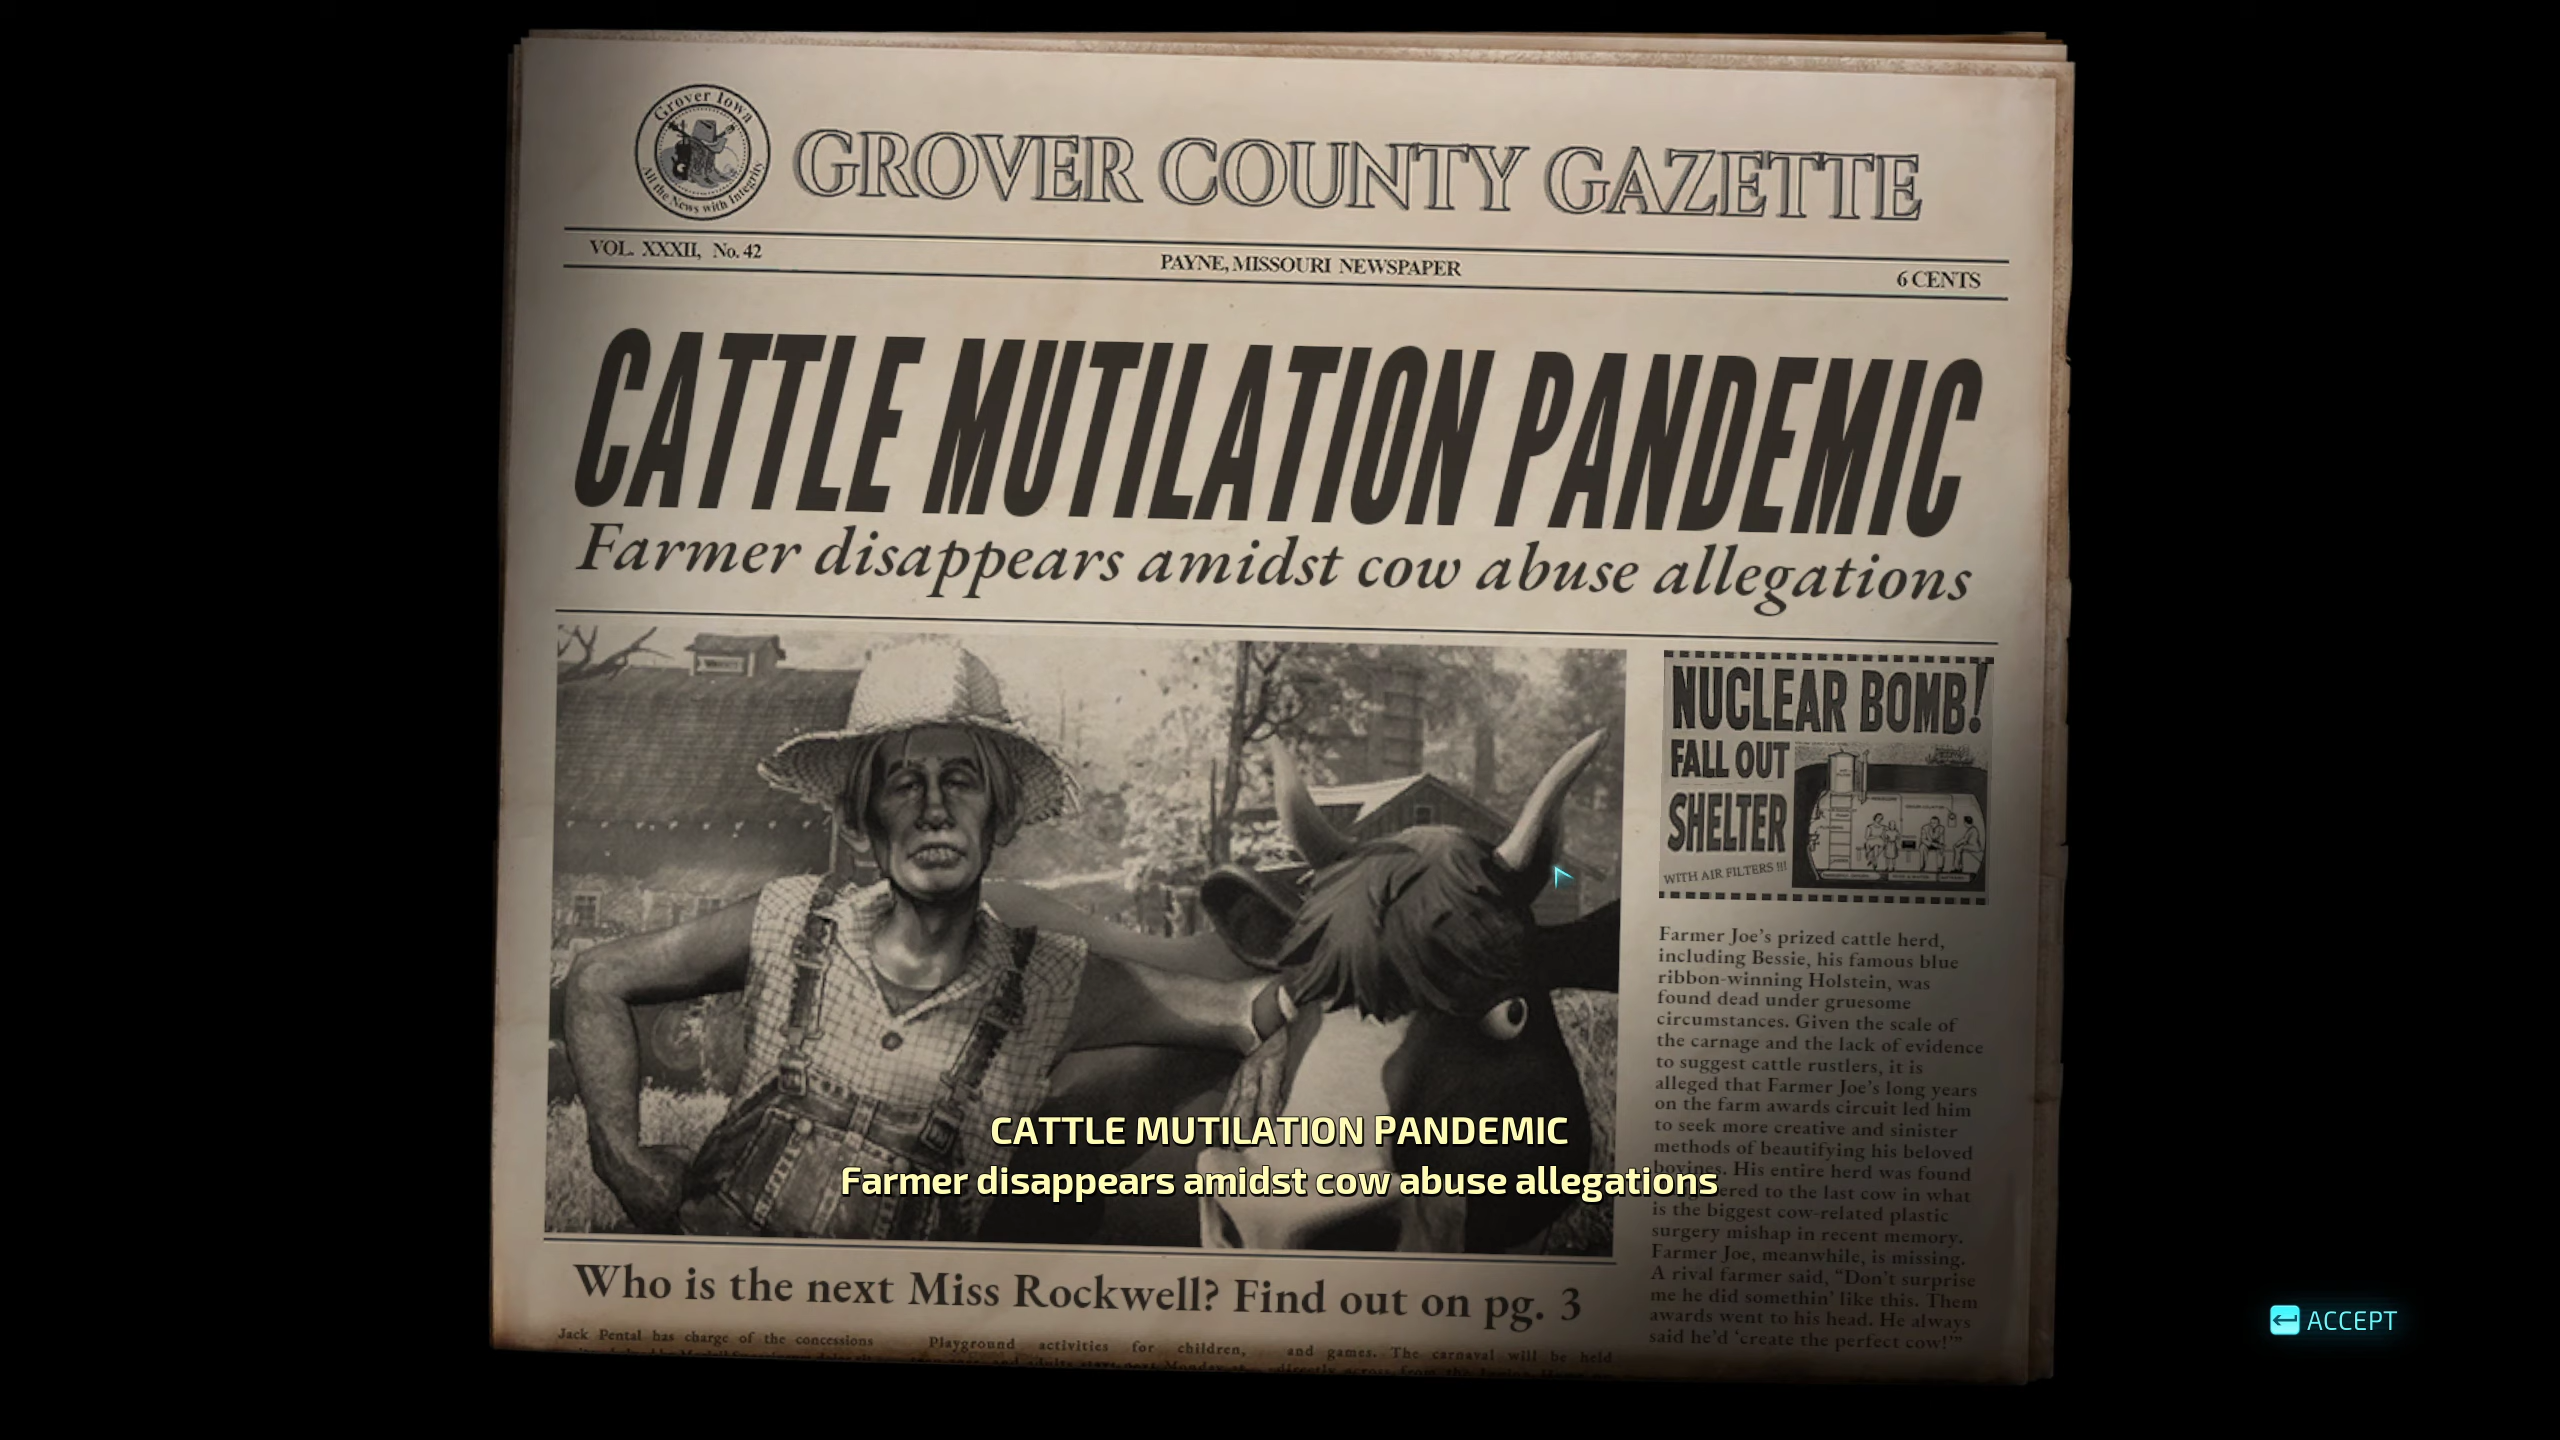 Grover Iowa
All the News with Integrity
GROVER COUNTY GAZETTE
VOL. XXXII, No. 42
PAYNE, MISSOURI NEWSPAPER
6 CENTS
CATTLE MUTILATION PANDEMIC
Farmer disappears amidst cow abuse allegations
NUCLEAR BOMB!
FALL OUT
SHELTER
WITH AIR FILTERS !!!
Farmer Joe's prized cattle herd,
including Bessie, his famous blue
ribbon-winning Holstein, was
found dead under gruesome
circumstances. Given the scale of
the carnage and the lack of evidence
to suggest cattle rustlers, it is
alleged that Farmer Joe's long years
on the farm awards circuit led him
to seek more creative and sinister
methods of beautifying his beloved
bovines. His entire herd was found
to the last cow in what
is the biggest cow-related plastic
surgery mishap in recent memory.
Farmer Joe, meanwhile, is missing.
A rival farmer said, “Don't surprise
me he did somethin' like this. Them
awards went to his head. He always
said he'd 'create the perfect cow!'”
CATTLE MUTILATION PANDEMIC
Farmer disappears amidst cow abuse allegations
Who is the next Miss Rockwell? Find out on pg. 3
Jack Pental has charge of the concessions
Playground activities for children,
and games. The carnaval will be held
ACCEPT